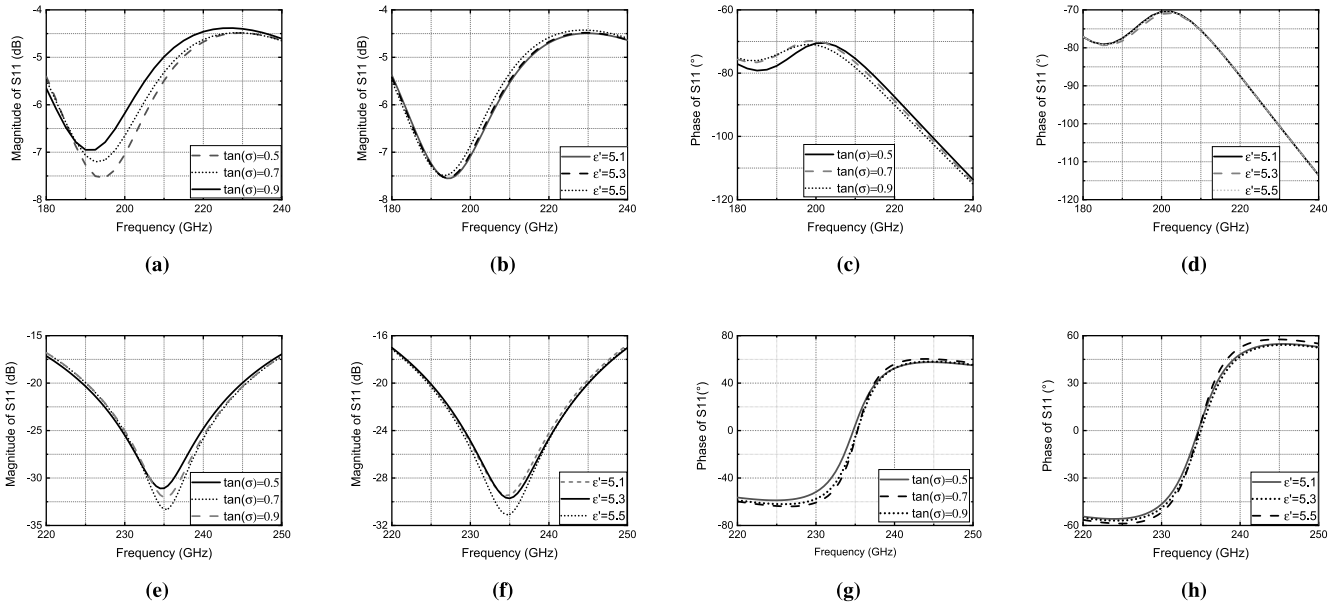 -4
-5
-6
-7
-8
Magnitude of S11 (dB)
tan(σ)=0.5
tan(σ)=0.7
tan(σ)=0.9
180 200 220 240
Frequency (GHz)
(a)
-4
-5
-6
-7
-8
Magnitude of S11 (dB)
ε'=5.1
ε'=5.3
ε'=5.5
180 200 220 240
Frequency (GHz)
(b)
-60
-80
-100
-120
Phase of S11 (°)
tan(σ)=0.5
tan(σ)=0.7
tan(σ)=0.9
180 200 220 240
Frequency (GHz)
(c)
-70
-80
-90
-100
-110
-120
Phase of S11 (°)
ε'=5.1
ε'=5.3
ε'=5.5
180 200 220 240
Frequency (GHz)
(d)
-15
-20
-25
-30
-35
Magnitude of S11 (dB)
tan(σ)=0.5
tan(σ)=0.7
tan(σ)=0.9
220 230 240 250
Frequency (GHz)
(e)
-16
-20
-24
-28
-32
Magnitude of S11 (dB)
ε'=5.1
ε'=5.3
ε'=5.5
220 230 240 250
Frequency (GHz)
(f)
80
40
0
-40
-80
Phase of S11(°)
tan(σ)=0.5
tan(σ)=0.7
tan(σ)=0.9
220 230 240 250
Frequency (GHz)
(g)
60
30
0
-30
-60
Phase of S11 (°)
ε'=5.1
ε'=5.3
ε'=5.5
220 230 240 250
Frequency (GHz)
(h)